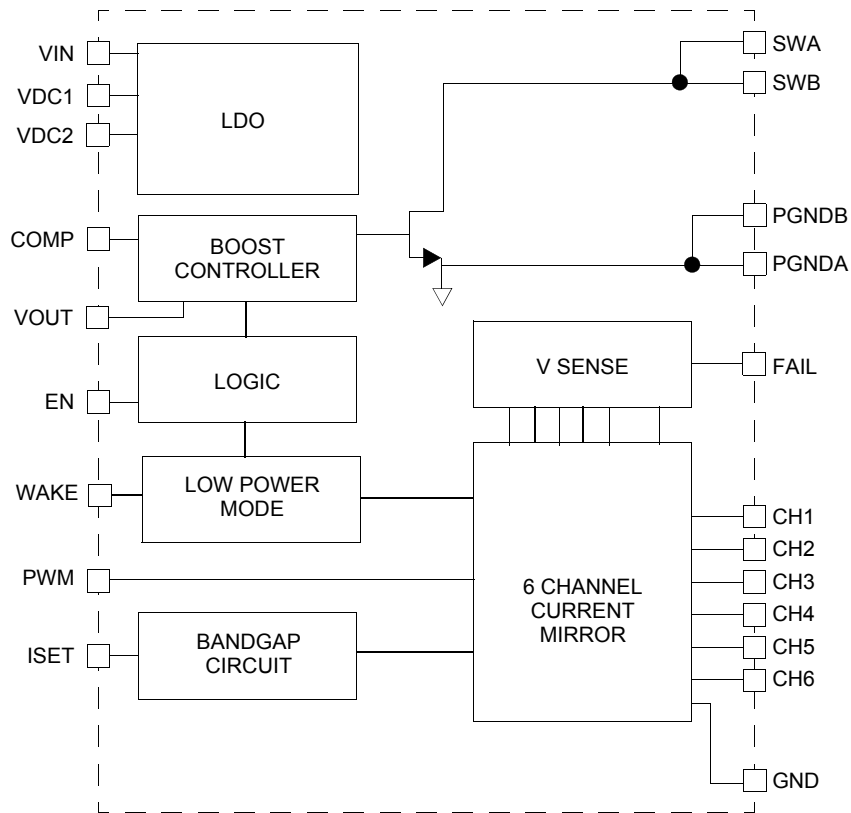 VIN
VDC1
VDC2
LDO
SWA
SWB
COMP
BOOST
CONTROLLER
PGNDB
PGNDA
VOUT
LOGIC
EN
V SENSE
FAIL
WAKE
LOW POWER
MODE
PWM
6 CHANNEL
CURRENT
MIRROR
CH1
CH2
CH3
CH4
CH5
CH6
ISET
BANDGAP
CIRCUIT
GND